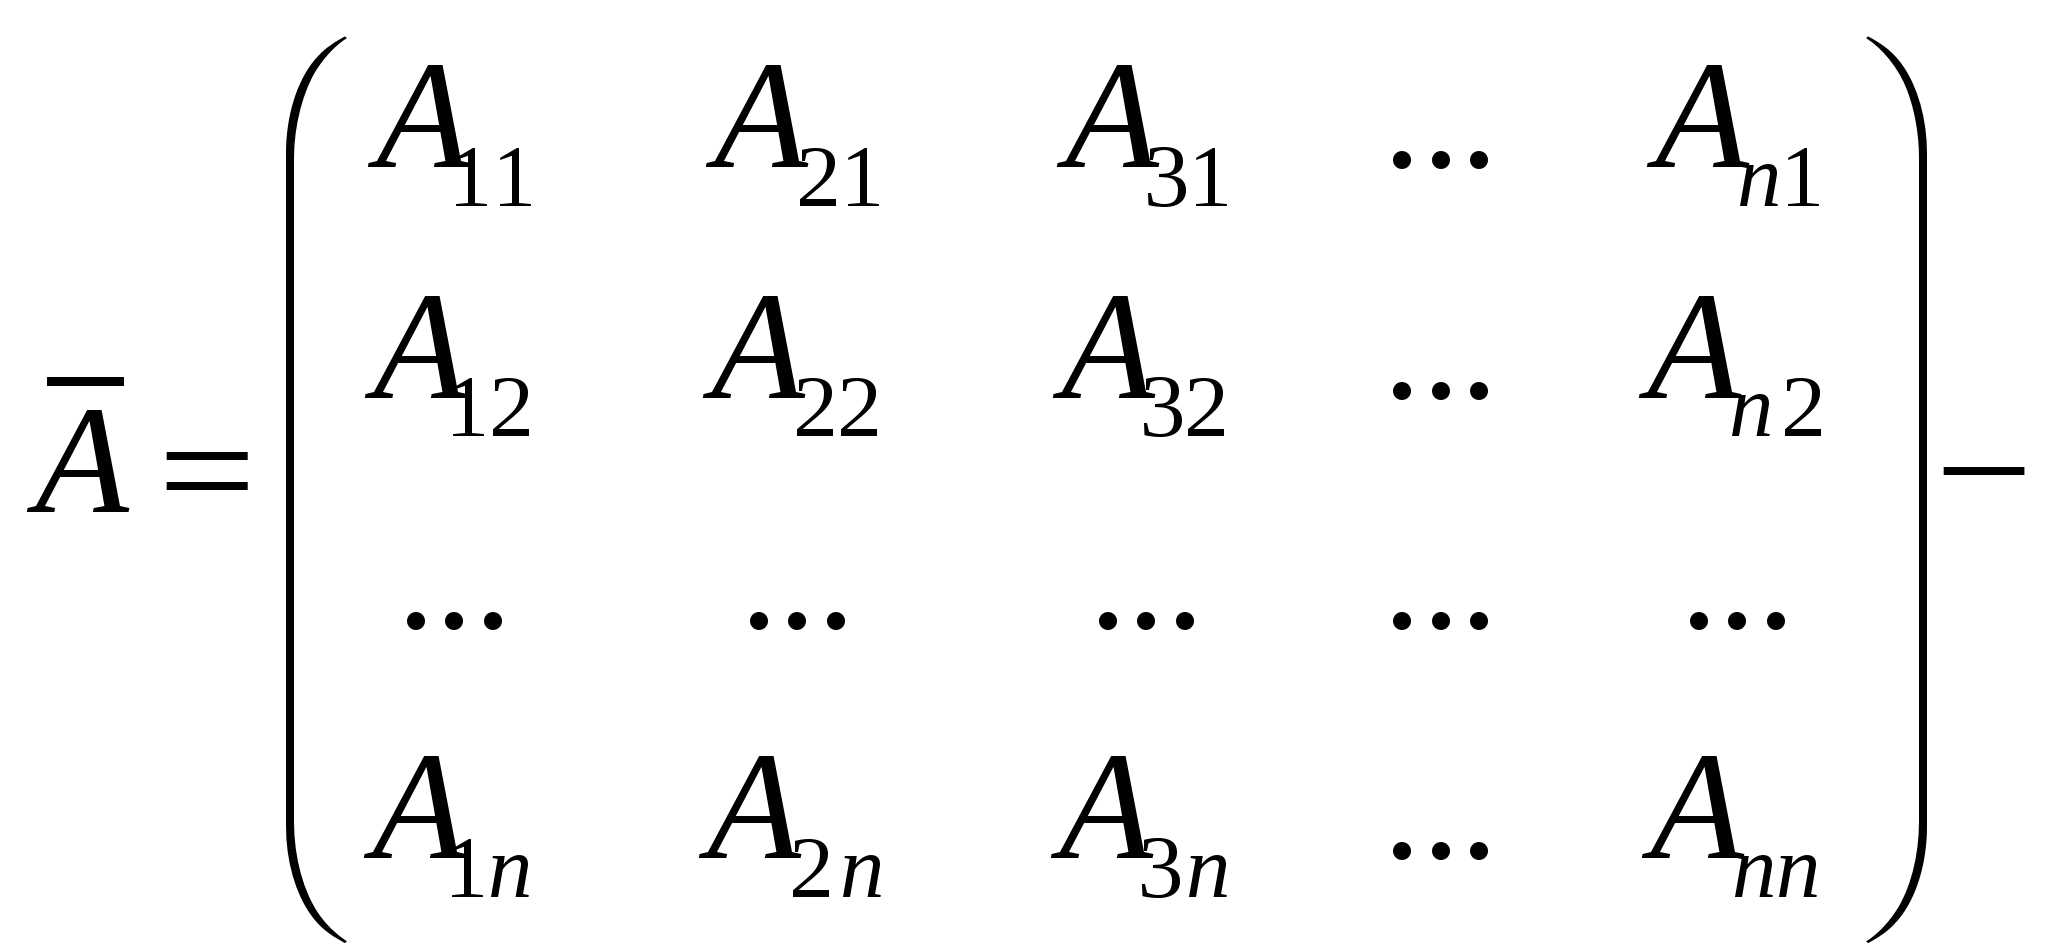 A₁₁ A₂₁ A₃₁ ... Aₙ₁
A₁₂ A₂₂ A₃₂ ... Aₙ₂
A̅ = ( ) –
... ... ... ... ...
A₁ₙ A₂ₙ A₃ₙ ... Aₙₙ